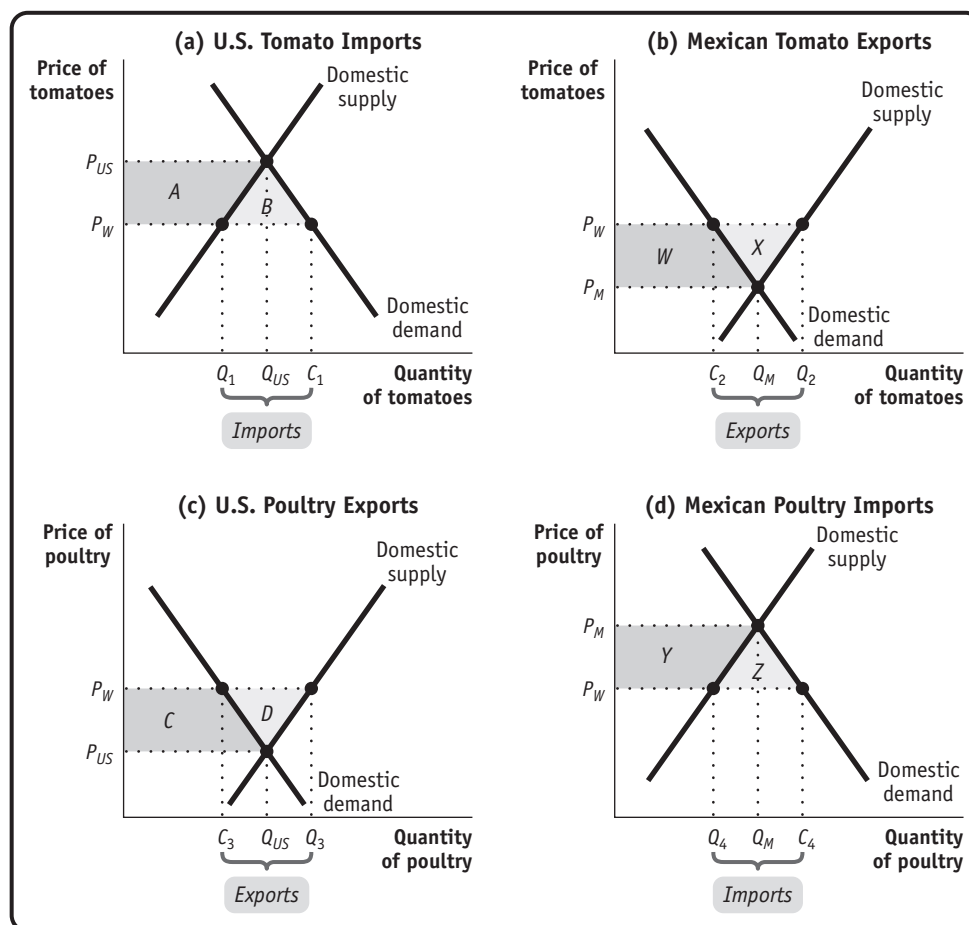 (a) U.S. Tomato Imports
Price of
tomatoes
Domestic
supply
P_US
A
B
P_W
Domestic
demand
Q_1 Q_US C_1 Quantity
of tomatoes
Imports
(b) Mexican Tomato Exports
Price of
tomatoes
Domestic
supply
P_W
W
X
P_M
Domestic
demand
C_2 Q_M Q_2 Quantity
of tomatoes
Exports
(c) U.S. Poultry Exports
Price of
poultry
Domestic
supply
P_W
C
D
P_US
Domestic
demand
C_3 Q_US Q_3 Quantity
of poultry
Exports
(d) Mexican Poultry Imports
Price of
poultry
Domestic
supply
P_M
Y
Z
P_W
Domestic
demand
Q_4 Q_M C_4 Quantity
of poultry
Imports